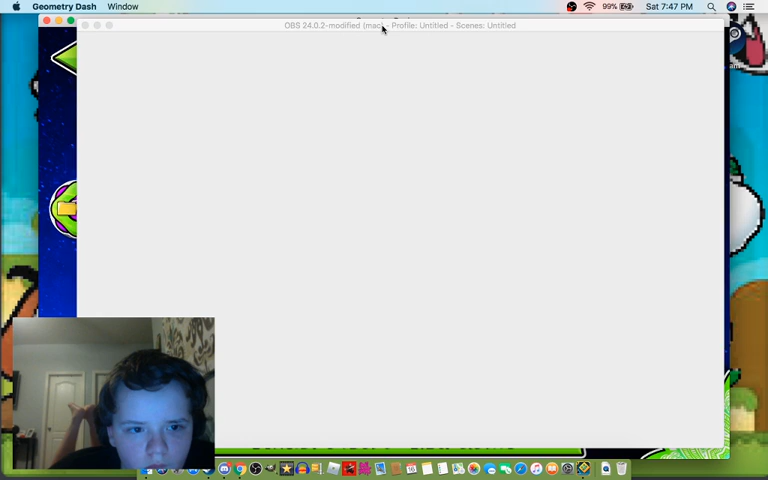 Geometry Dash Window 99% Sat 7:47 PM
OBS 24.0.2-modified (mac) - Profile: Untitled - Scenes: Untitled